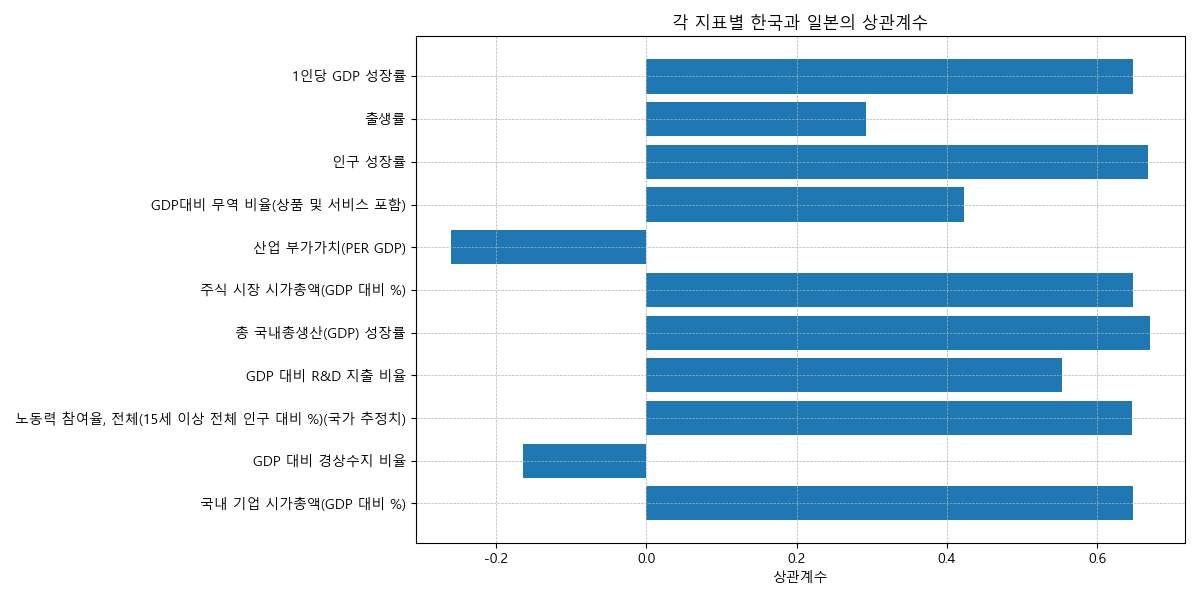 각 지표별 한국과 일본의 상관계수
1인당 GDP 성장률
출생률
인구 성장률
GDP대비 무역 비율(상품 및 서비스 포함)
산업 부가가치(PER GDP)
주식 시장 시가총액(GDP 대비 %)
총 국내총생산(GDP) 성장률
GDP 대비 R&D 지출 비율
노동력 참여율, 전체(15세 이상 전체 인구 대비 %)(국가 추정치)
GDP 대비 경상수지 비율
국내 기업 시가총액(GDP 대비 %)
-0.2 0.0 0.2 0.4 0.6
상관계수